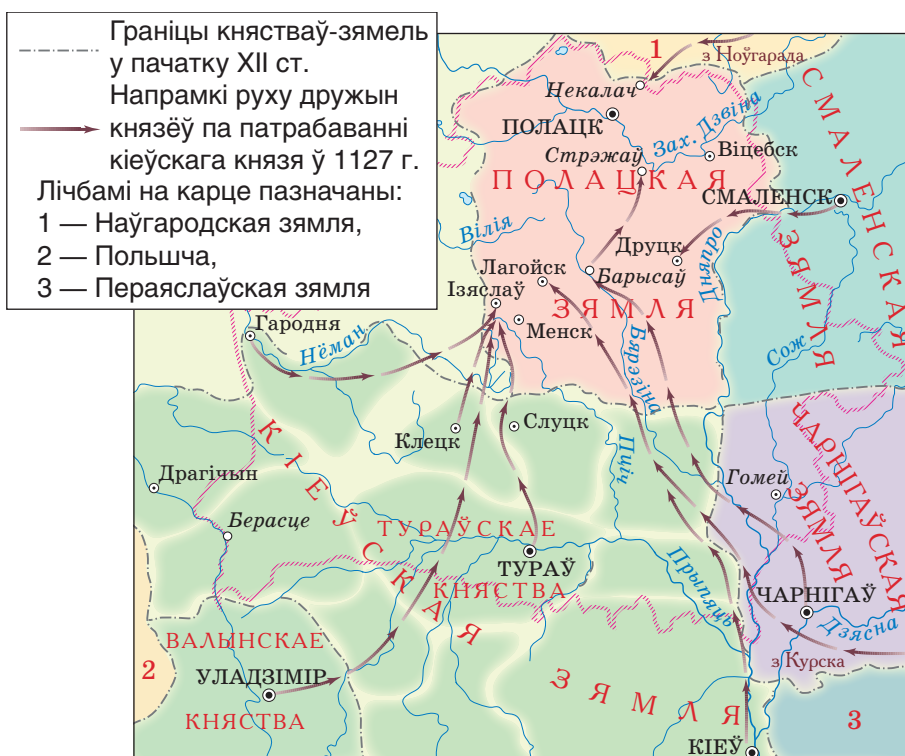 Граніцы княстваў-зямель
у пачатку XII ст.
Напрамкі руху дружын
князёў па патрабаванні
кіеўскага князя ў 1127 г.
Лічбамі на карце пазначаны:
1 — Наўгародская зямля,
2 — Польшча,
3 — Пераяслаўская зямля
1
з Ноўгарада
Некалач
ПОЛАЦК
Зах. Дзвіна
Стрэжаў
Віцебск
ПОЛАЦКАЯ
ЗЯМЛЯ
СМАЛЕНСКАЯ
ЗЯМЛЯ
СМАЛЕНСК
Вілія
Друцк
Дняпро
Лагойск
Барысаў
Ізяслаў
Менск
Гародня
Нёман
Бярэзіна
Сож
Клецк
Слуцк
Пціч
ЧАРНІГАЎСКАЯ
ЗЯМЛЯ
Гомей
Драгічын
Берасце
КІЕЎСКАЯ
ЗЯМЛЯ
ТУРАЎСКАЕ
ТУРАЎ
КНЯСТВА
Прыпяць
ЧАРНІГАЎ
Дзясна
з Курска
ВАЛЫНСКАЕ
2
УЛАДЗІМІР
КНЯСТВА
3
КІЕЎ